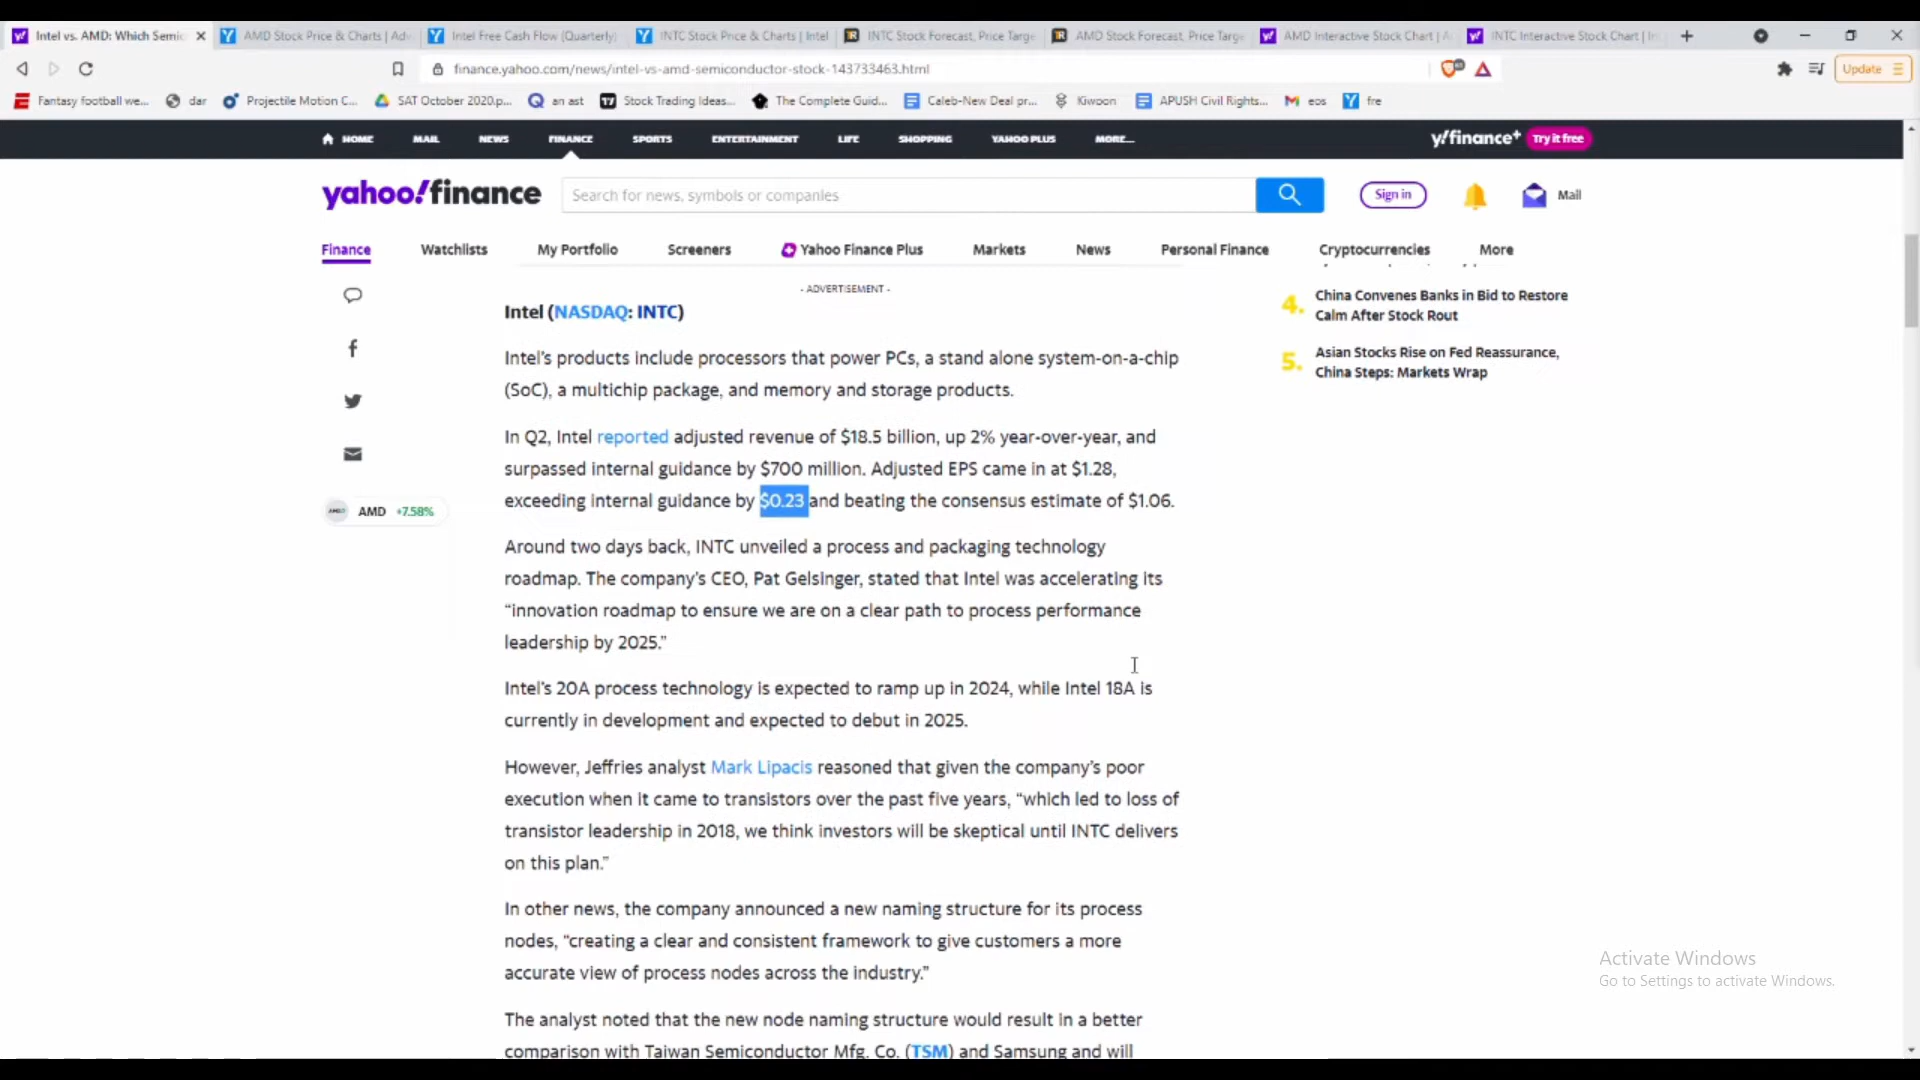 Intel vs. AMD: Which Semic
AMD Stock Price & Charts | Adv
Intel Free Cash Flow (Quarterly)
INTC Stock Price & Charts | Intel
INTC Stock Forecast, Price Targe
AMD Stock Forecast, Price Targe
AMD Interactive Stock Chart | A
INTC Interactive Stock Chart | In
finance.yahoo.com/news/intel-vs-amd-semiconductor-stock-143733463.html
Update
Fantasy football we...
dar
Projectile Motion C...
SAT October 2020.p...
an ast
Stock Trading Ideas...
The Complete Guid...
Caleb-New Deal pr...
Kiwoon
APUSH Civil Rights...
eos
fre
HOME
MAIL
NEWS
FINANCE
SPORTS
ENTERTAINMENT
LIFE
SHOPPING
YAHOO PLUS
MORE...
y!finance+ Try it free
yahoo!finance
Search for news, symbols or companies
Sign in
Mail
Finance
Watchlists
My Portfolio
Screeners
Yahoo Finance Plus
Markets
News
Personal Finance
Cryptocurrencies
More
- ADVERTISEMENT -
Intel (NASDAQ: INTC)
Intel's products include processors that power PCs, a stand alone system-on-a-chip
(SoC), a multichip package, and memory and storage products.
In Q2, Intel reported adjusted revenue of $18.5 billion, up 2% year-over-year, and
surpassed internal guidance by $700 million. Adjusted EPS came in at $1.28,
exceeding internal guidance by $0.23 and beating the consensus estimate of $1.06.
AMD AMD +7.58%
Around two days back, INTC unveiled a process and packaging technology
roadmap. The company's CEO, Pat Gelsinger, stated that Intel was accelerating its
“innovation roadmap to ensure we are on a clear path to process performance
leadership by 2025.”
Intel's 20A process technology is expected to ramp up in 2024, while Intel 18A is
currently in development and expected to debut in 2025.
However, Jeffries analyst Mark Lipacis reasoned that given the company's poor
execution when it came to transistors over the past five years, “which led to loss of
transistor leadership in 2018, we think investors will be skeptical until INTC delivers
on this plan.”
In other news, the company announced a new naming structure for its process
nodes, “creating a clear and consistent framework to give customers a more
accurate view of process nodes across the industry.”
The analyst noted that the new node naming structure would result in a better
comparison with Taiwan Semiconductor Mfg. Co. (TSM) and Samsung and will
4. China Convenes Banks in Bid to Restore
Calm After Stock Rout
5. Asian Stocks Rise on Fed Reassurance,
China Steps: Markets Wrap
Activate Windows
Go to Settings to activate Windows.